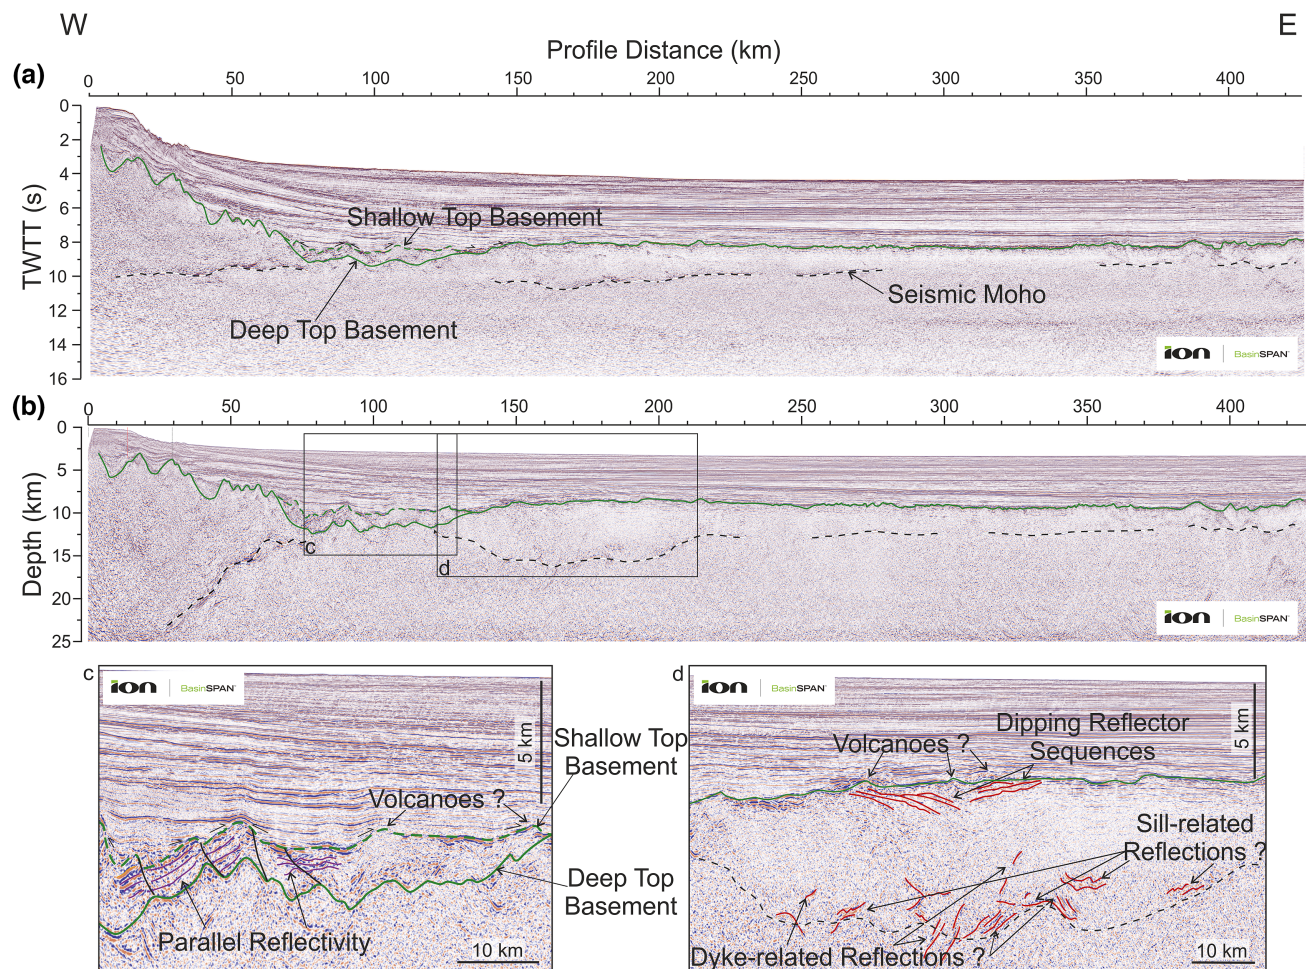 W E
Profile Distance (km)
(a)
0 50 100 150 200 250 300 350 400
TWTT (s)
0
2
4
6
8
10
12
14
16
Shallow Top Basement
Deep Top Basement
Seismic Moho
ion BasinSPAN
(b)
0 50 100 150 200 250 300 350 400
Depth (km)
0
5
10
15
20
25
c
d
ion BasinSPAN
c
ion BasinSPAN
5 km
Shallow Top
Basement
Volcanoes ?
Deep Top
Basement
Parallel Reflectivity
10 km
d
ion BasinSPAN
5 km
Volcanoes ?
Dipping Reflector
Sequences
Sill-related
Reflections ?
Dyke-related Reflections ?
10 km